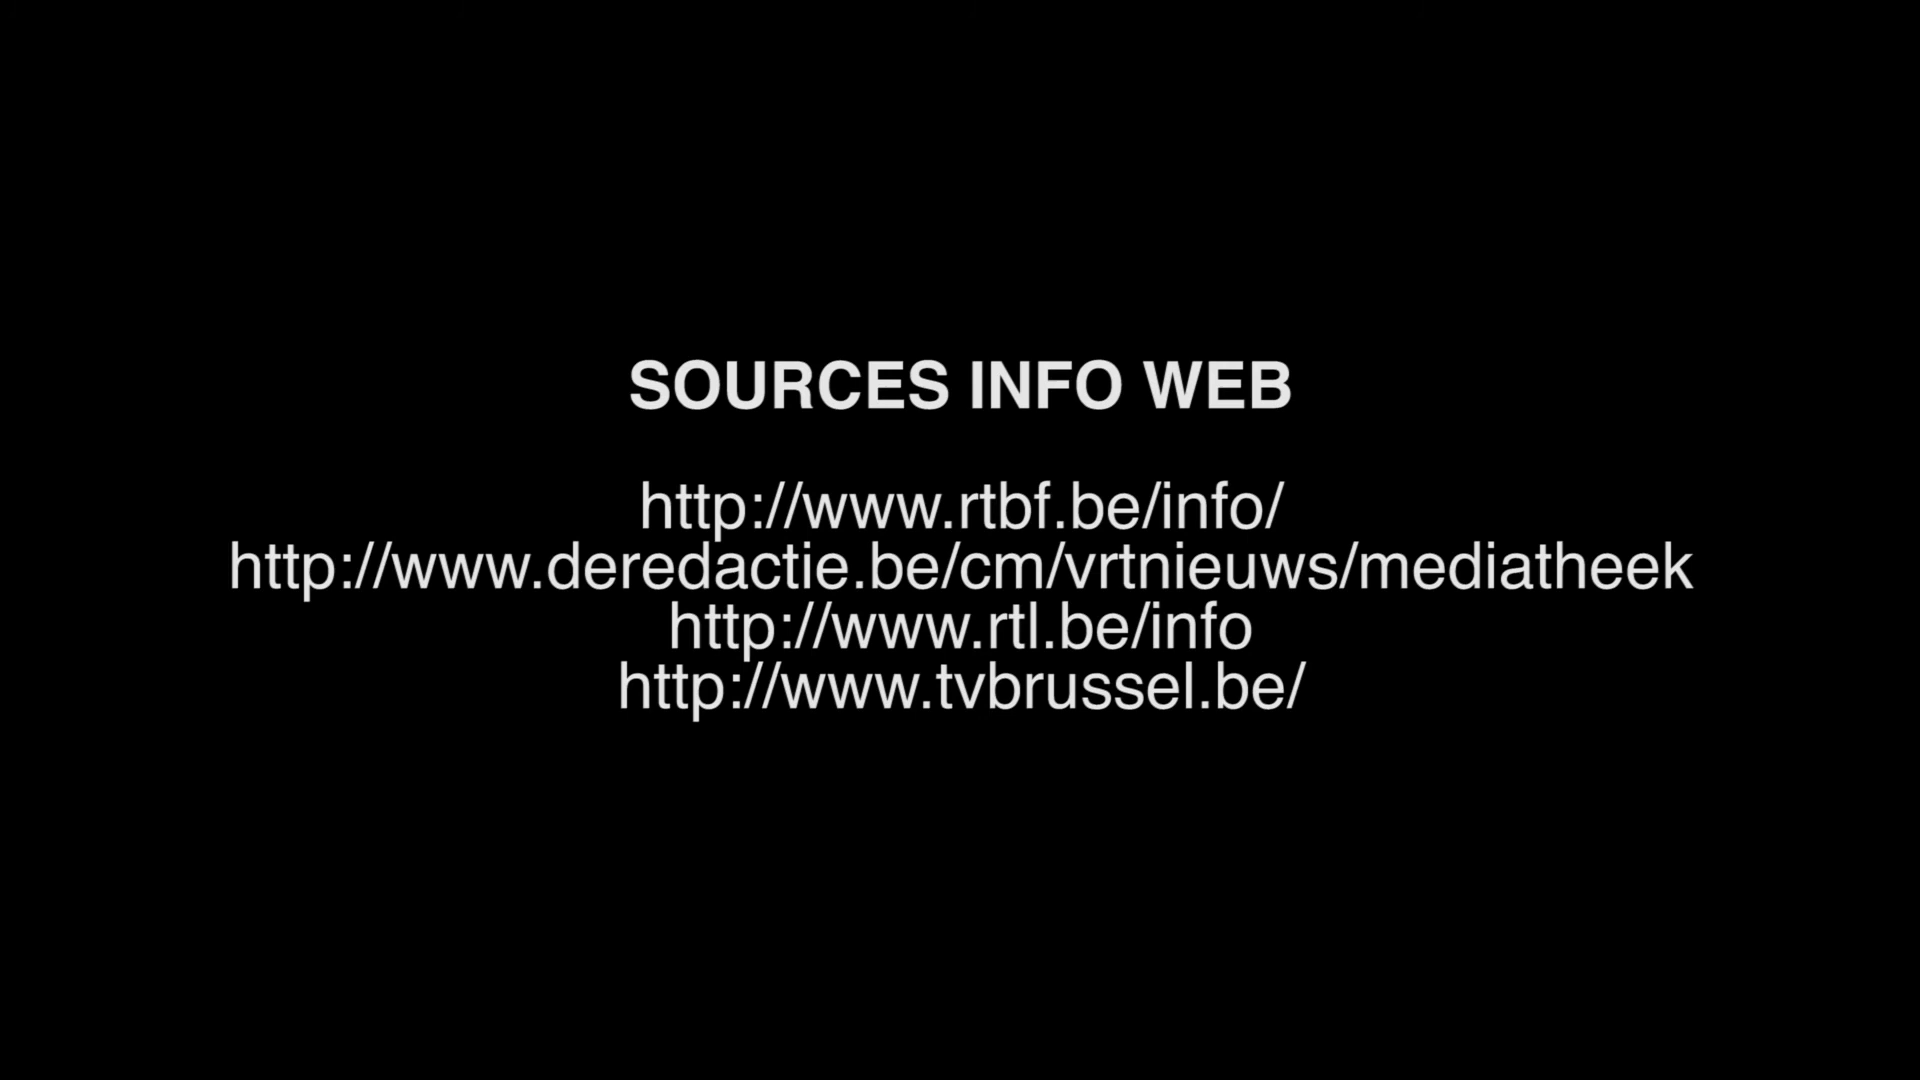 SOURCES INFO WEB
http://www.rtbf.be/info/
http://www.deredactie.be/cm/vrtnieuws/mediatheek
http://www.rtl.be/info
http://www.tvbrussel.be/